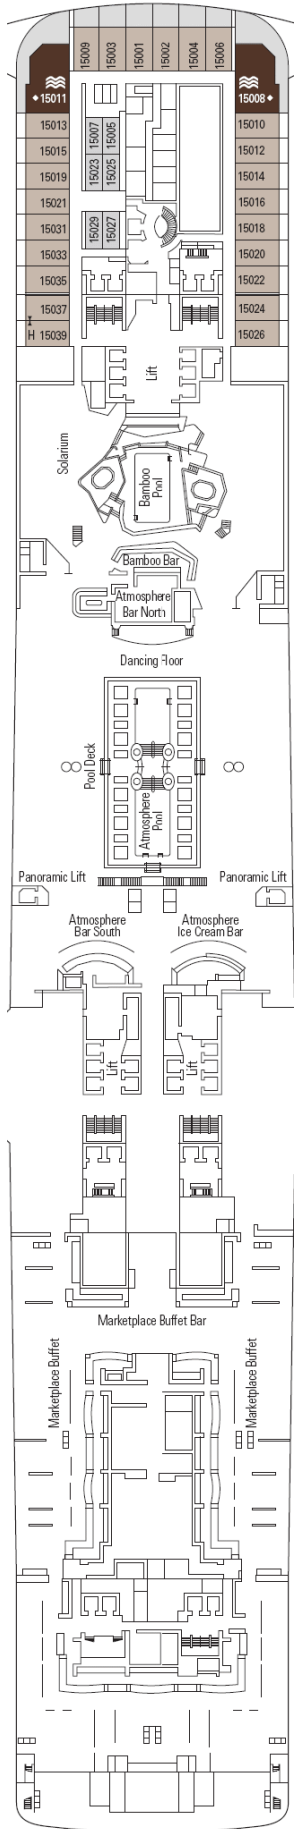 15009
15003
15001
15002
15004
15006
15011
15008
15013
15007
15005
15010
15015
15012
15019
15023
15025
15014
15021
15016
15031
15029
15027
15018
15033
15020
15035
15022
15037
15024
H
15039
15026
Lift
Solarium
Bamboo
Pool
Bamboo Bar
Atmosphere
Bar North
Dancing Floor
Pool Deck
Atmosphere
Pool
Panoramic Lift
Panoramic Lift
Atmosphere
Bar South
Atmosphere
Ice Cream Bar
Lift
Lift
Marketplace Buffet Bar
Marketplace Buffet
Marketplace Buffet